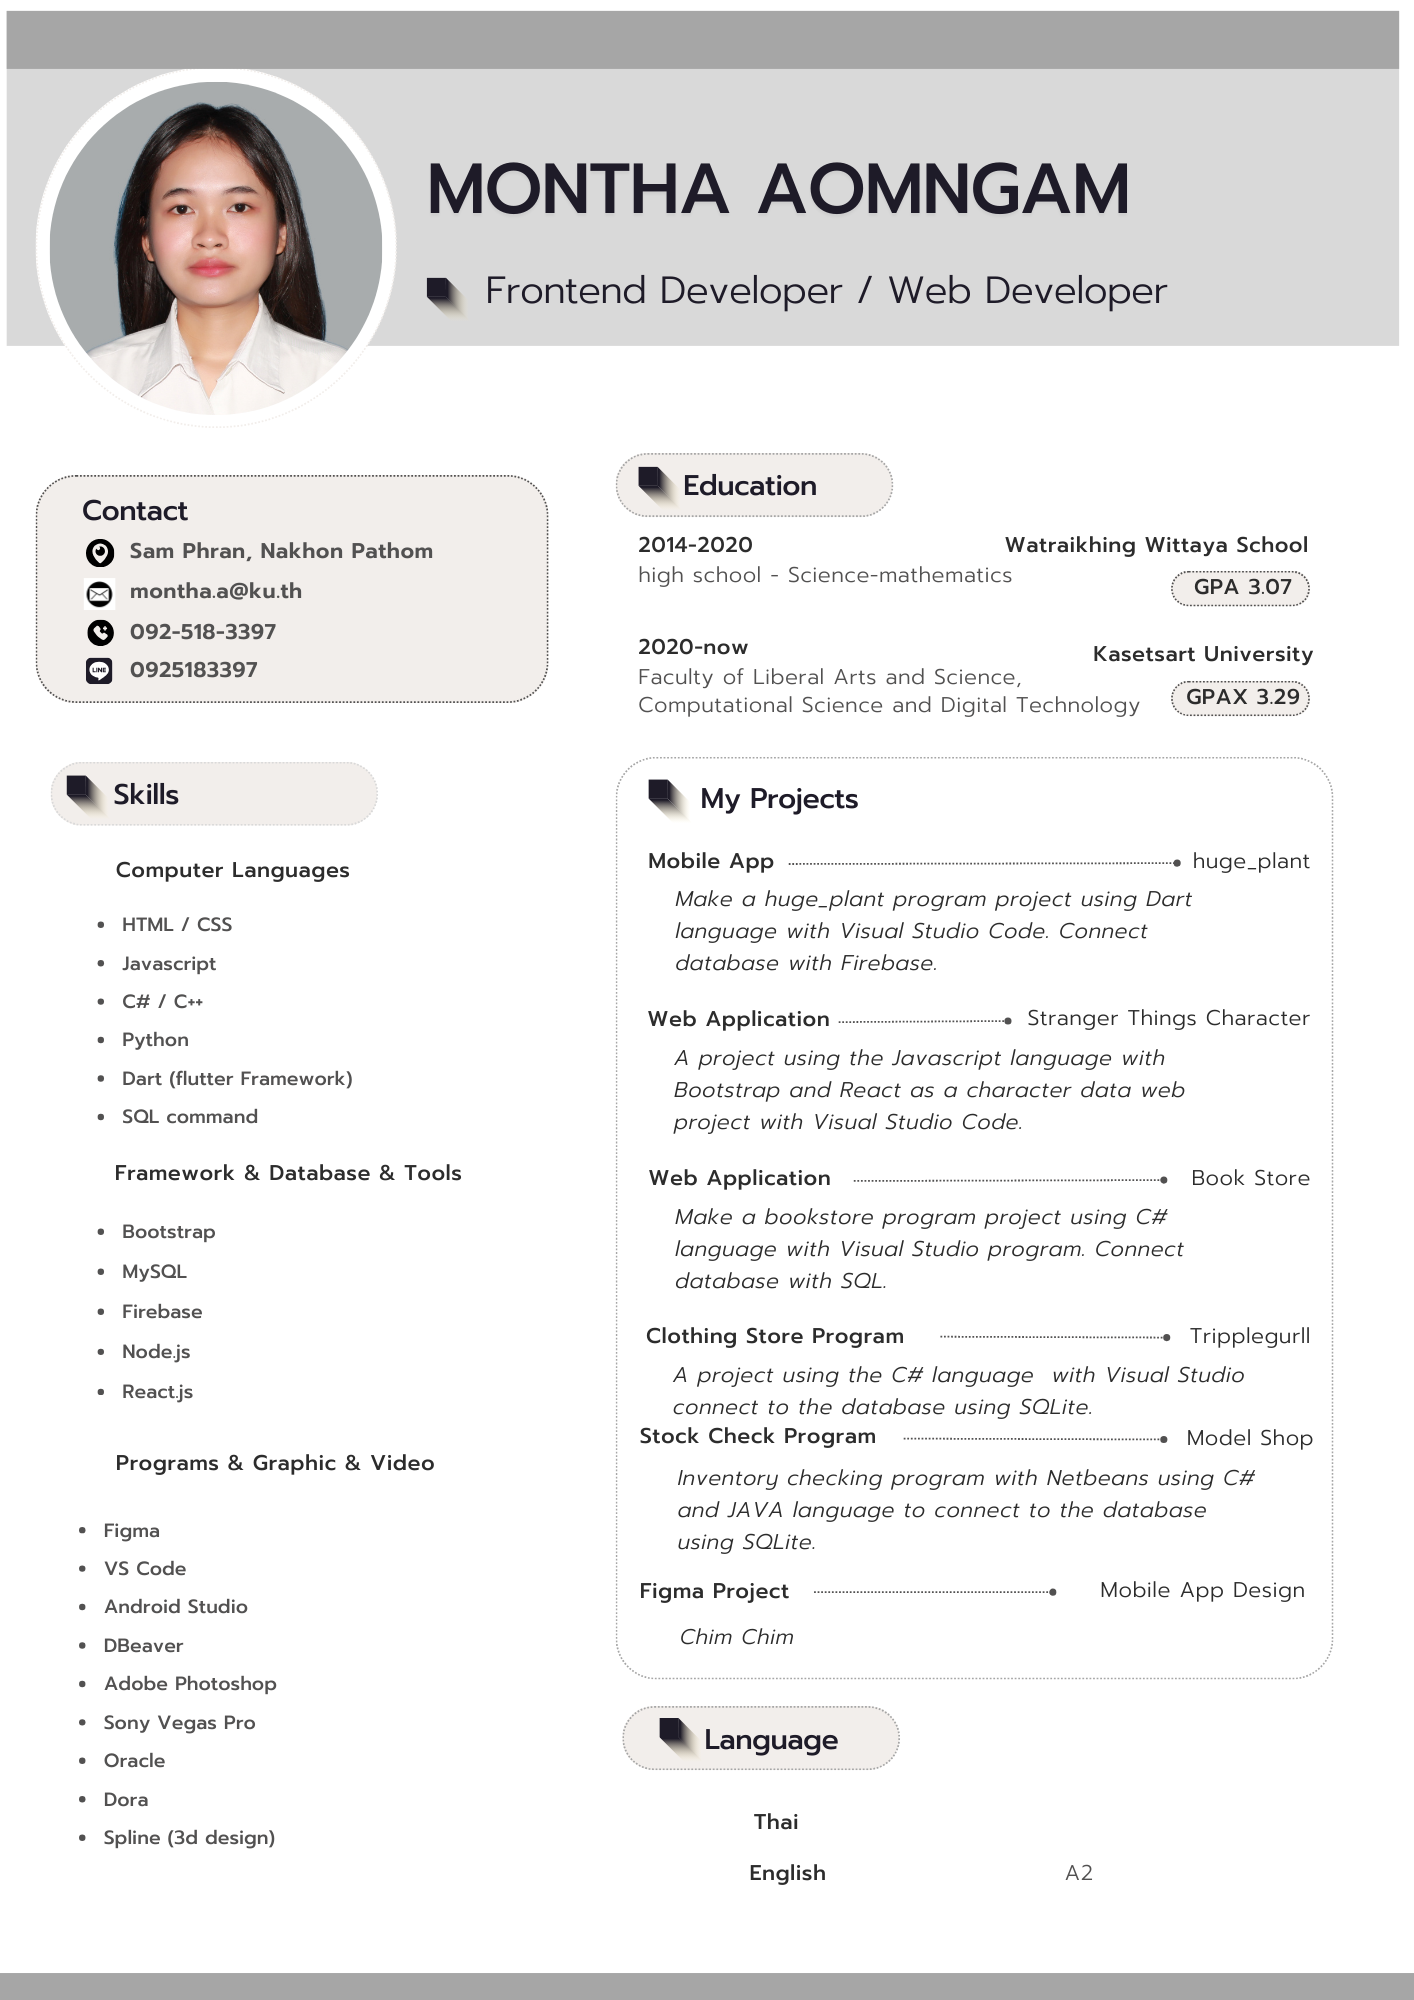 MONTHA AOMNGAM
Frontend Developer / Web Developer
Contact
Sam Phran, Nakhon Pathom
montha.a@ku.th
092-518-3397
LINE
0925183397
Skills
Computer Languages
• HTML / CSS
• Javascript
• C# / C++
• Python
• Dart (flutter Framework)
• SQL command
Framework & Database & Tools
• Bootstrap
• MySQL
• Firebase
• Node.js
• React.js
Programs & Graphic & Video
• Figma
• VS Code
• Android Studio
• DBeaver
• Adobe Photoshop
• Sony Vegas Pro
• Oracle
• Dora
• Spline (3d design)
Education
2014-2020 Watraikhing Wittaya School
high school - Science-mathematics
GPA 3.07
2020-now Kasetsart University
Faculty of Liberal Arts and Science,
Computational Science and Digital Technology GPAX 3.29
My Projects
Mobile App huge_plant
Make a huge_plant program project using Dart
language with Visual Studio Code. Connect
database with Firebase.
Web Application Stranger Things Character
A project using the Javascript language with
Bootstrap and React as a character data web
project with Visual Studio Code.
Web Application Book Store
Make a bookstore program project using C#
language with Visual Studio program. Connect
database with SQL.
Clothing Store Program Tripplegurll
A project using the C# language with Visual Studio
connect to the database using SQLite.
Stock Check Program Model Shop
Inventory checking program with Netbeans using C#
and JAVA language to connect to the database
using SQLite.
Figma Project Mobile App Design
Chim Chim
Language
Thai
English A2